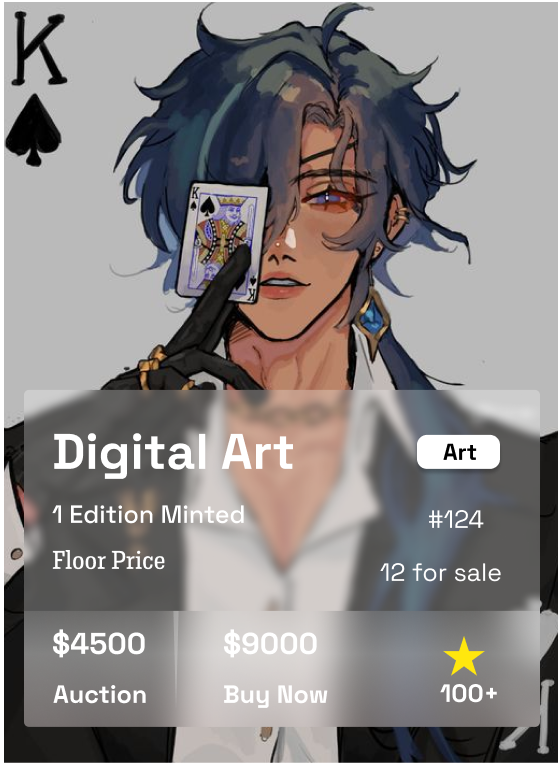 K
K
K
Digital Art
Art
1 Edition Minted
#124
Floor Price
12 for sale
$4500
$9000
Auction
Buy Now
100+
K